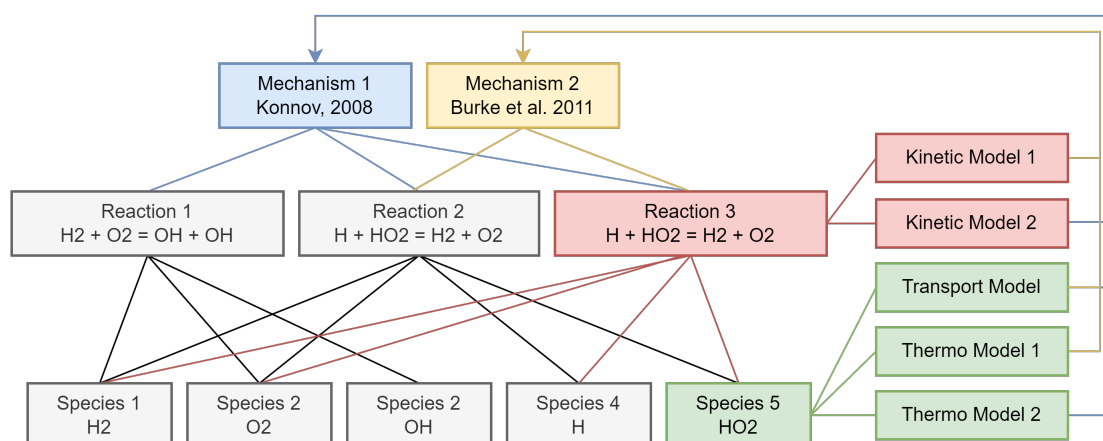 Mechanism 1
Konnov, 2008
Mechanism 2
Burke et al. 2011
Kinetic Model 1
Reaction 1
H2 + O2 = OH + OH
Reaction 2
H + HO2 = H2 + O2
Reaction 3
H + HO2 = H2 + O2
Kinetic Model 2
Transport Model
Thermo Model 1
Species 1
H2
Species 2
O2
Species 2
OH
Species 4
H
Species 5
HO2
Thermo Model 2